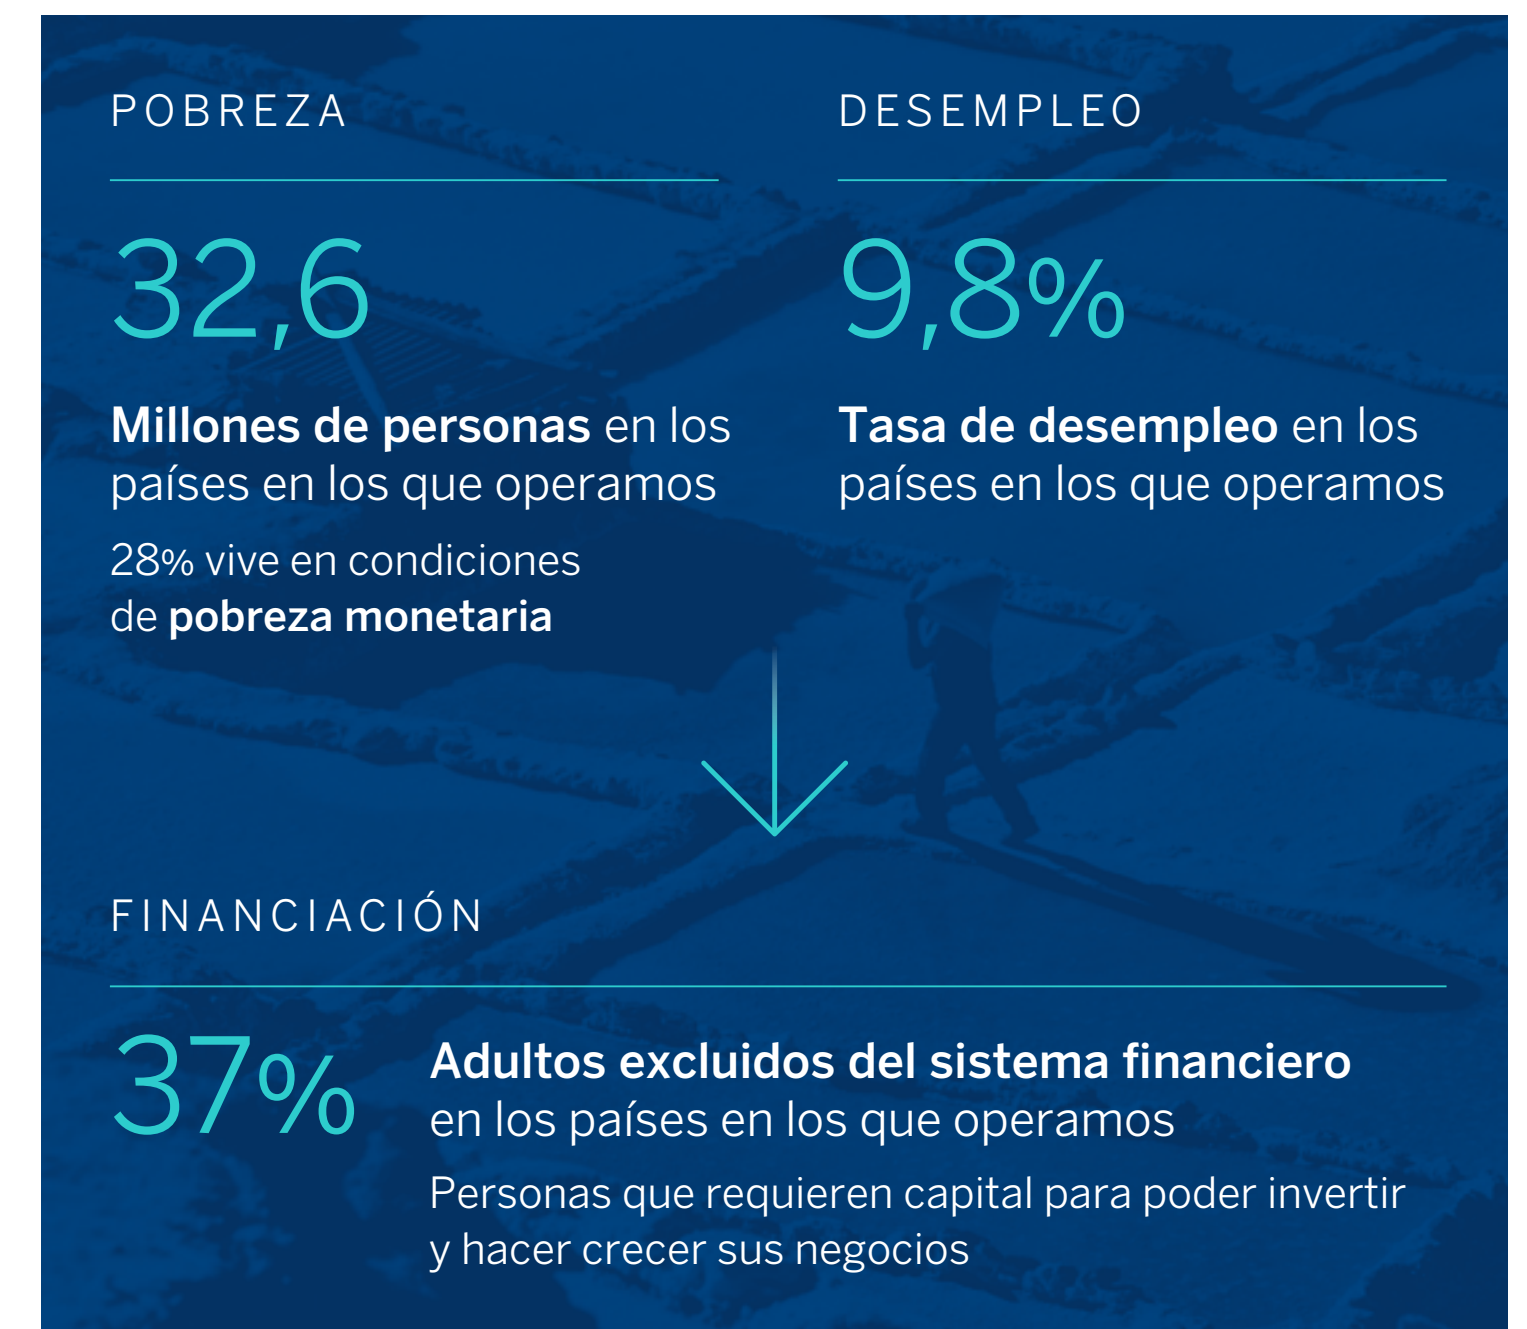 POBREZA
32,6
Millones de personas en los
países en los que operamos
28% vive en condiciones
de pobreza monetaria
DESEMPLEO
9,8%
Tasa de desempleo en los
países en los que operamos
FINANCIACIÓN
37%
Adultos excluidos del sistema financiero
en los países en los que operamos
Personas que requieren capital para poder invertir
y hacer crecer sus negocios